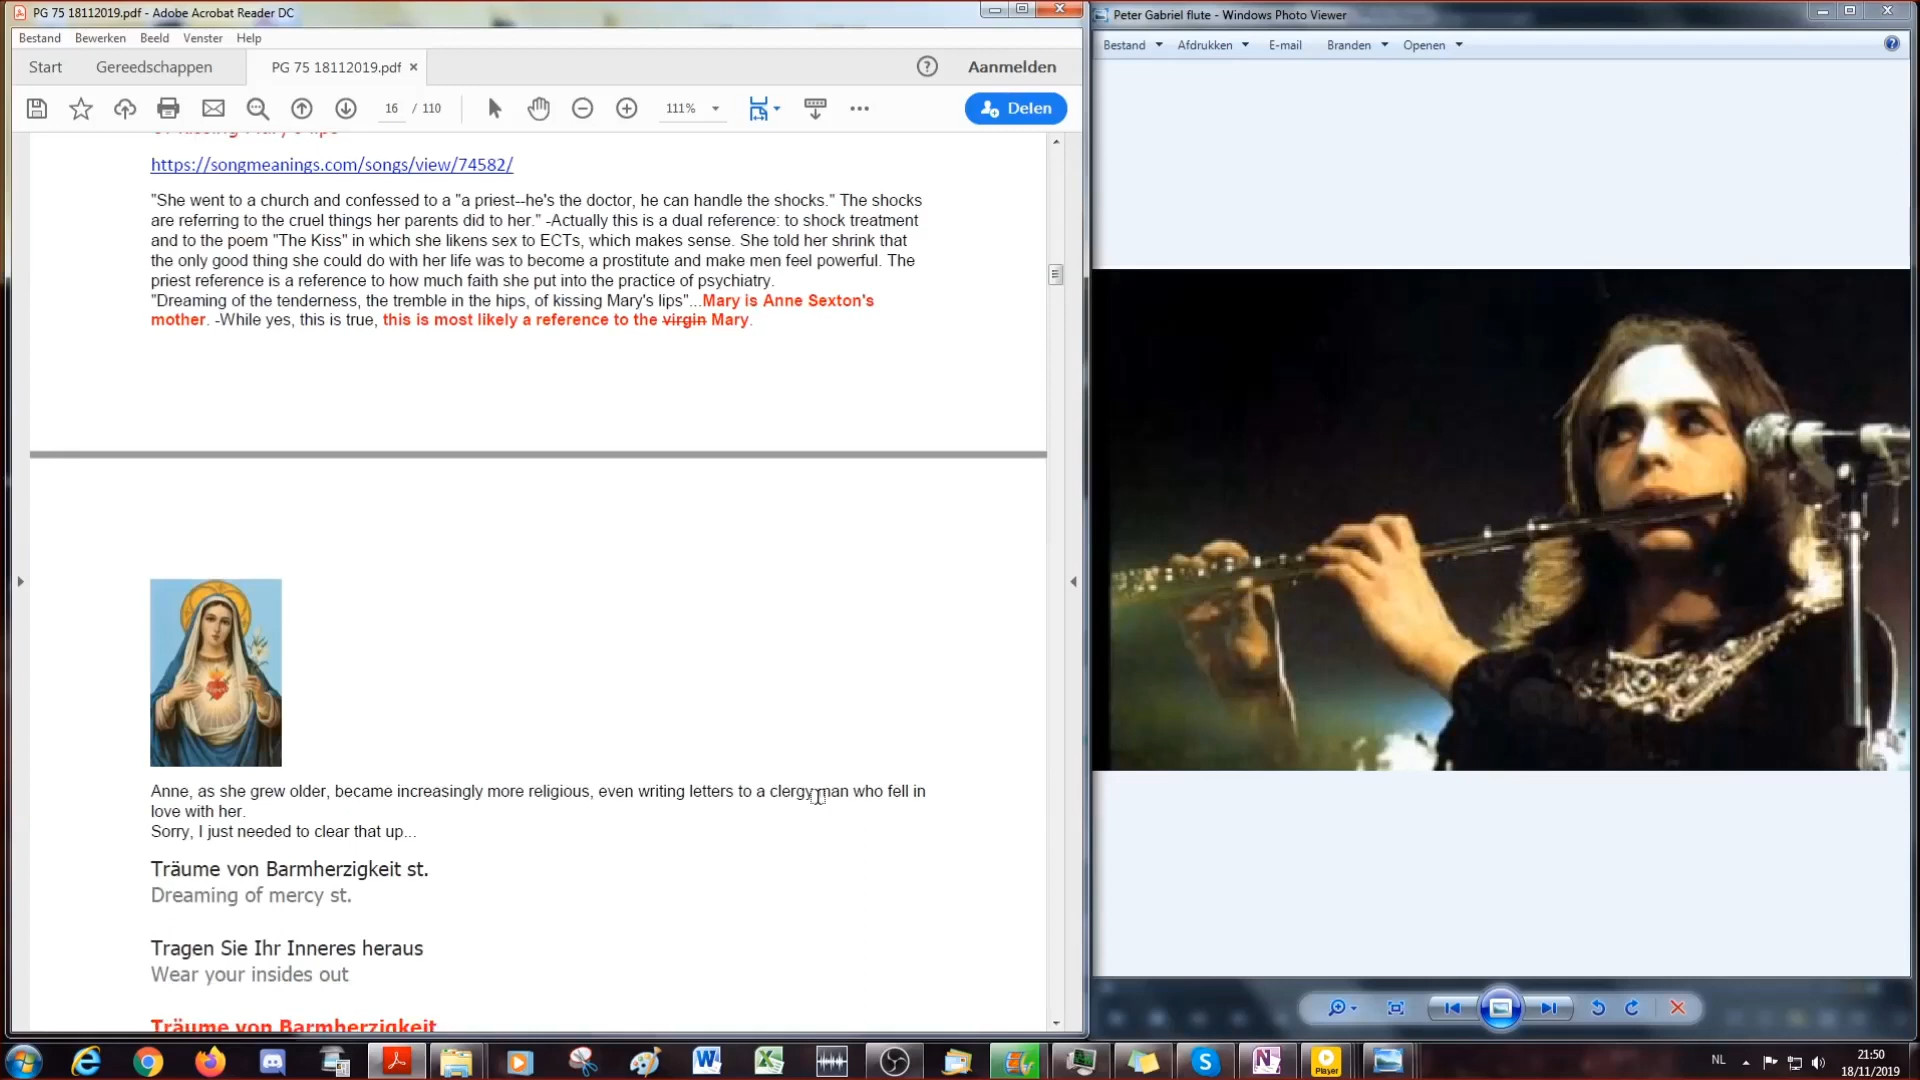 PG 75 18112019.pdf - Adobe Acrobat Reader DC
Bestand Bewerken Beeld Venster Help
Start Gereedschappen PG 75 18112019.pdf × Aanmelden
16 / 110 111% Delen
https://songmeanings.com/songs/view/74582/
"She went to a church and confessed to a "a priest--he's the doctor, he can handle the shocks." The shocks
are referring to the cruel things her parents did to her." -Actually this is a dual reference: to shock treatment
and to the poem "The Kiss" in which she likens sex to ECTs, which makes sense. She told her shrink that
the only good thing she could do with her life was to become a prostitute and make men feel powerful. The
priest reference is a reference to how much faith she put into the practice of psychiatry.
"Dreaming of the tenderness, the tremble in the hips, of kissing Mary's lips"...Mary is Anne Sexton's
mother. -While yes, this is true, this is most likely a reference to the virgin Mary.
Anne, as she grew older, became increasingly more religious, even writing letters to a clergyman who fell in
love with her.
Sorry, I just needed to clear that up...
Träume von Barmherzigkeit st.
Dreaming of mercy st.
Tragen Sie Ihr Inneres heraus
Wear your insides out
Träume von Barmherzigkeit
Peter Gabriel flute - Windows Photo Viewer
Bestand Afdrukken E-mail Branden Openen
Player
NL
21:50
18/11/2019